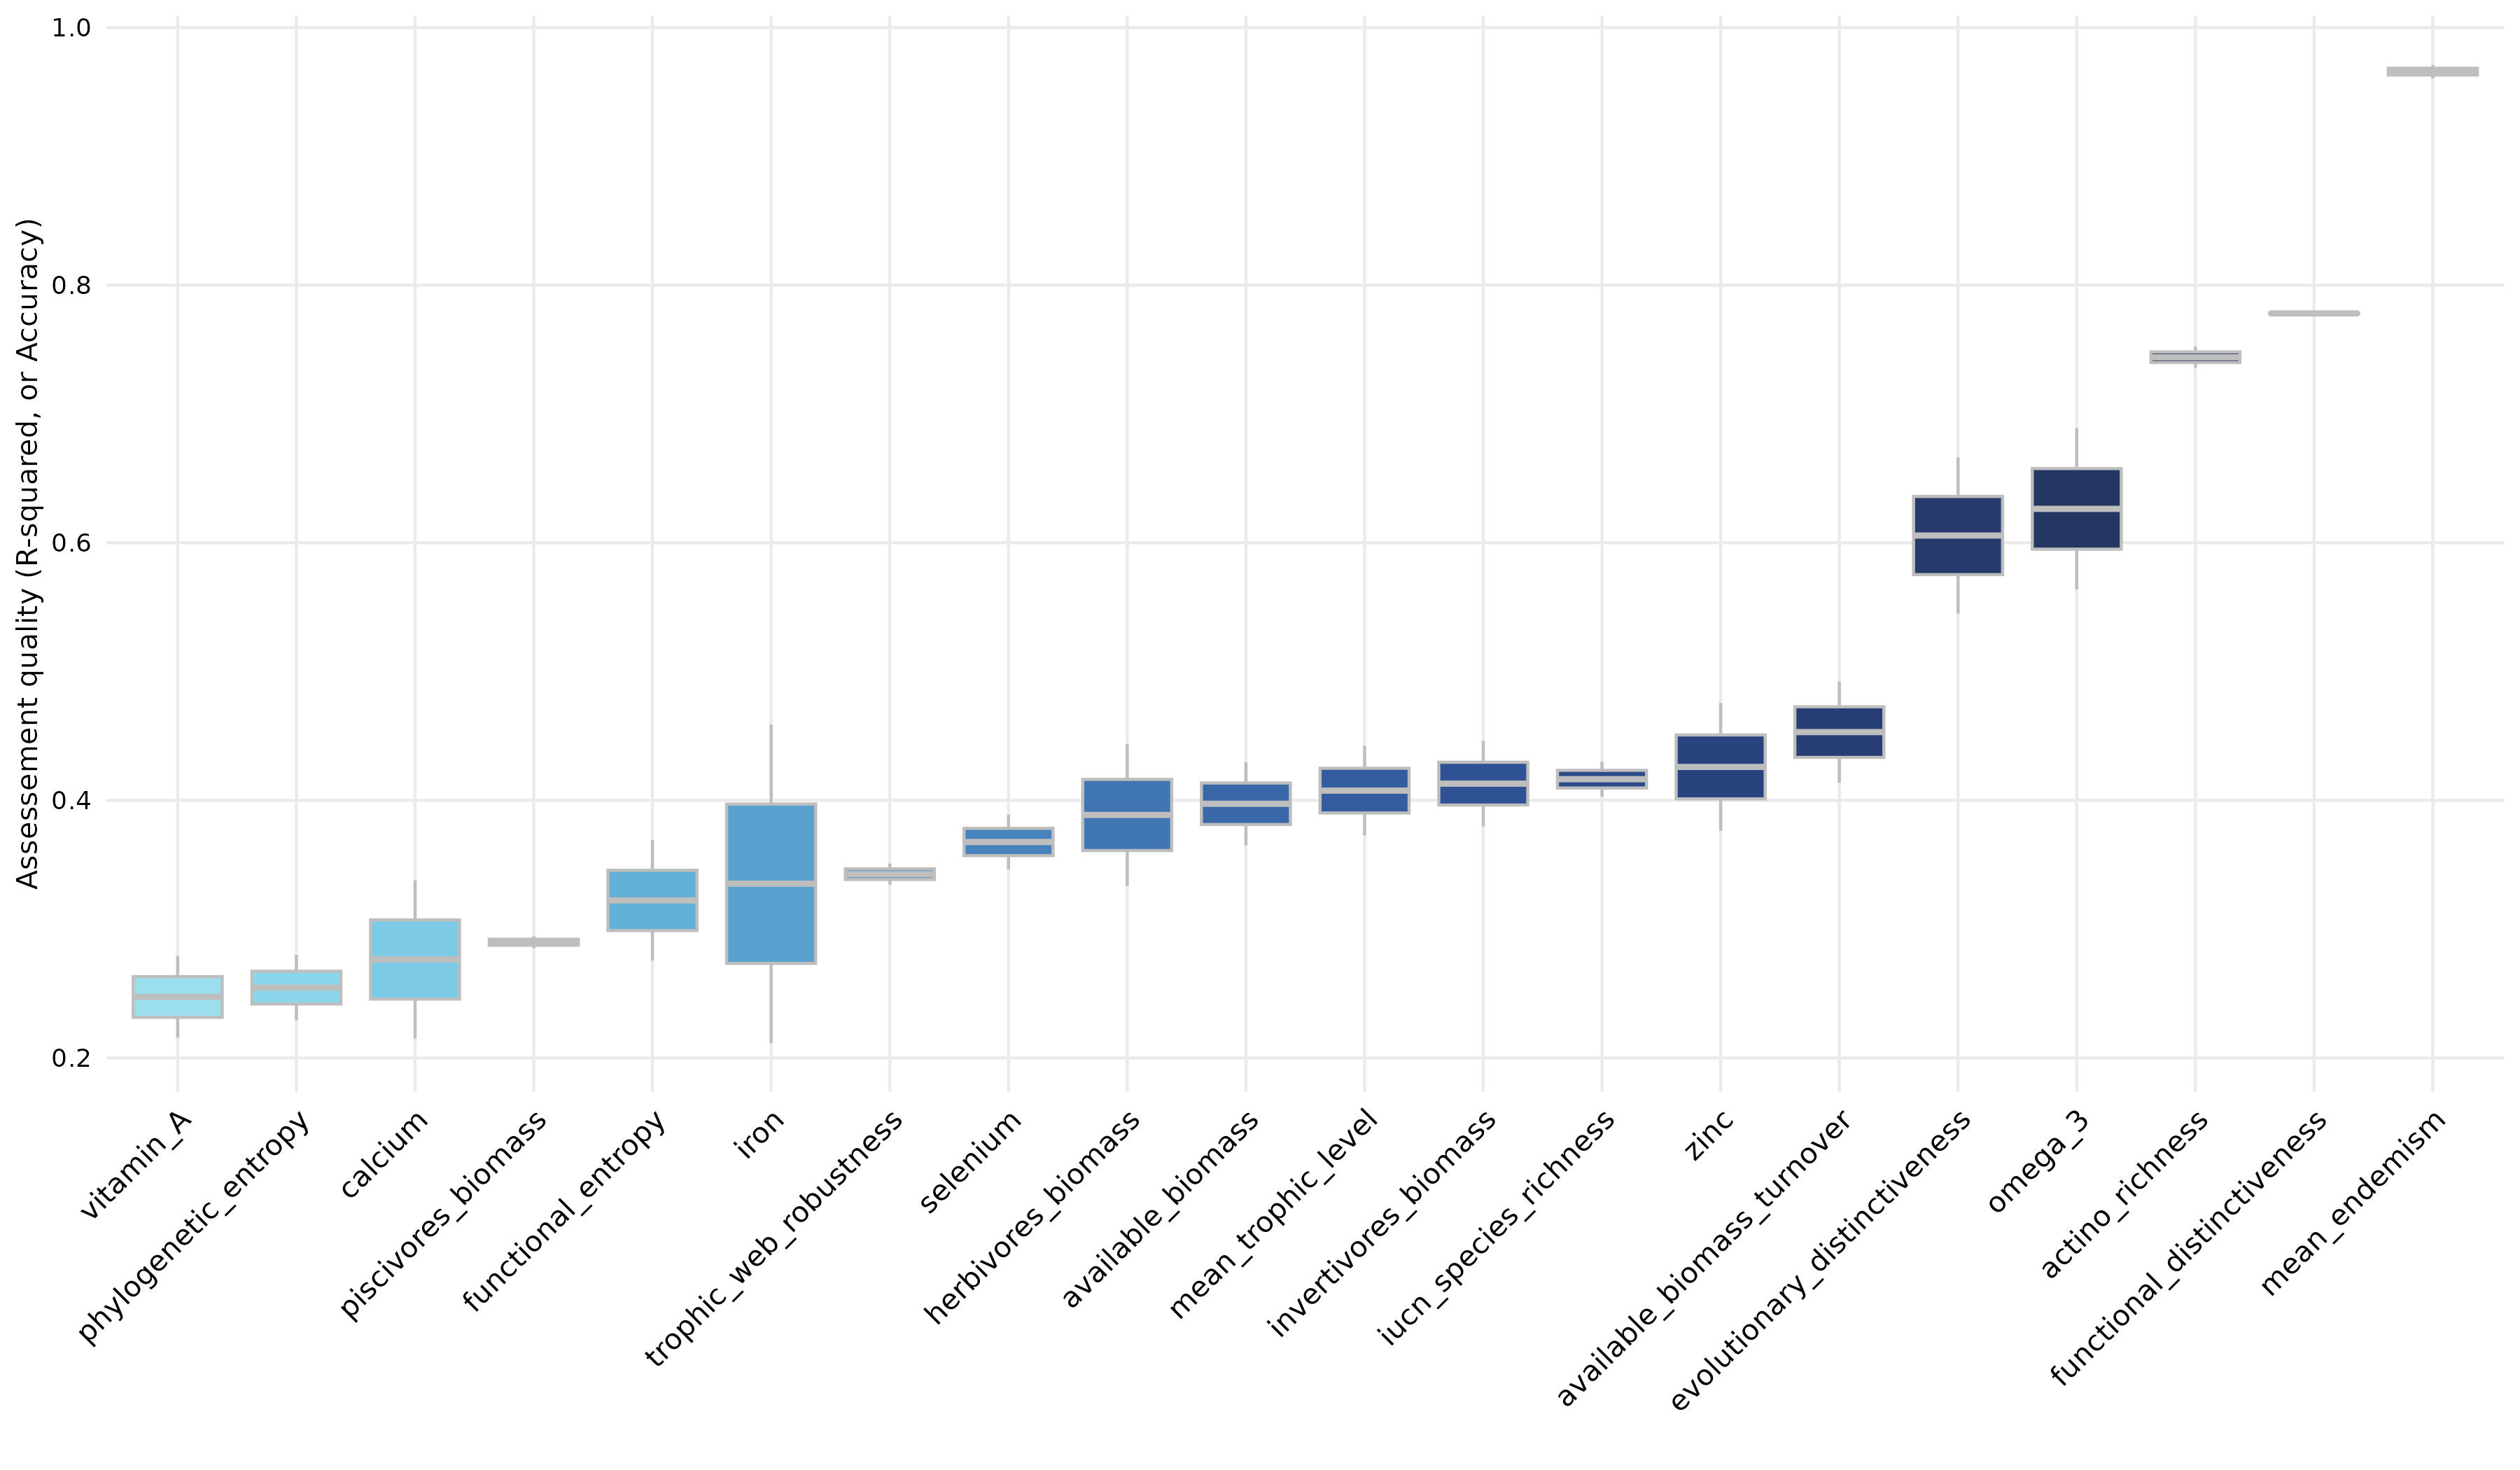 Assessement quality (R-squared, or Accuracy)
1.0
0.8
0.6
0.4
0.2
vitamin_A
phylogenetic_entropy
calcium
piscivores_biomass
functional_entropy
iron
trophic_web_robustness
selenium
herbivores_biomass
available_biomass
mean_trophic_level
invertivores_biomass
iucn_species_richness
zinc
available_biomass_turnover
evolutionary_distinctiveness
omega_3
actino_richness
functional_distinctiveness
mean_endemism